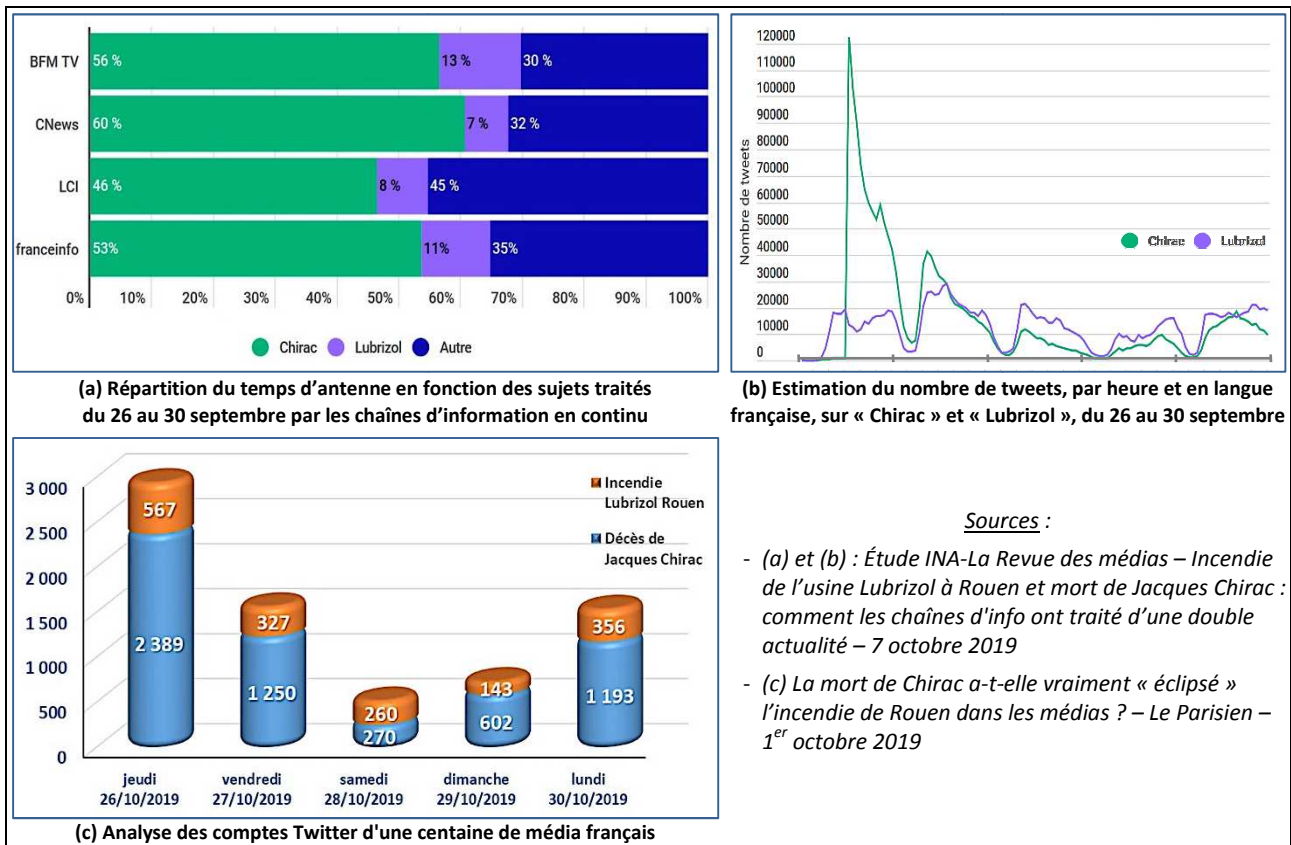 BFM TV 56 % 13 % 30 %
CNews 60 % 7 % 32 %
LCI 46 % 8 % 45 %
franceinfo 53% 11% 35%
0% 10% 20% 30% 40% 50% 60% 70% 80% 90% 100%
Chirac Lubrizol Autre
(a) Répartition du temps d'antenne en fonction des sujets traités
du 26 au 30 septembre par les chaînes d'information en continu
120000
110000
100000
90000
80000
70000
60000
50000
40000
30000
20000
10000
0
Nombre de tweets
Chirac Lubrizol
(b) Estimation du nombre de tweets, par heure et en langue
française, sur « Chirac » et « Lubrizol », du 26 au 30 septembre
3 000
2 500
2 000
1 500
1 000
500
0
567
2 389
327
1 250
260
270
143
602
356
1 193
Incendie
Lubrizol Rouen
Décès de
Jacques Chirac
jeudi vendredi samedi dimanche lundi
26/10/2019 27/10/2019 28/10/2019 29/10/2019 30/10/2019
(c) Analyse des comptes Twitter d'une centaine de média français
Sources :
- (a) et (b) : Étude INA-La Revue des médias – Incendie
de l'usine Lubrizol à Rouen et mort de Jacques Chirac :
comment les chaînes d'info ont traité d'une double
actualité – 7 octobre 2019
- (c) La mort de Chirac a-t-elle vraiment « éclipsé »
l'incendie de Rouen dans les médias ? – Le Parisien –
1er octobre 2019